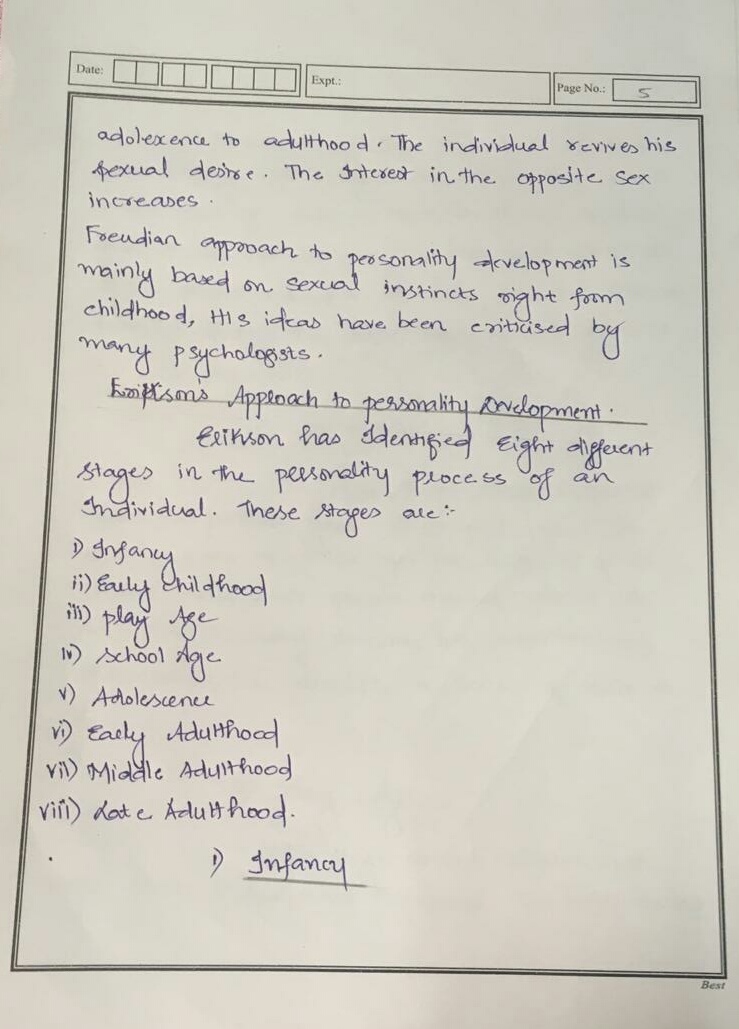 Date:
Expt.:
Page No.: 5
adolexence to adulthood. The individual revives his
sexual desire. The Interest in the opposite sex
increases.
Freudian approach to personality development is
mainly based on sexual instincts right from
childhood, His ideas have been criticised by
many psychologists.
Erikson's Approach to personality Development.
Erikson has Identified Eight different
stages in the personality process of an
Individual. These stages are:-
i) Infancy
ii) Early Childhood
iii) play Age
iv) School Age
v) Adolescence
vi) Early Adulthood
vii) Middle Adulthood
viii) Late Adulthood.
i) Infancy
Best